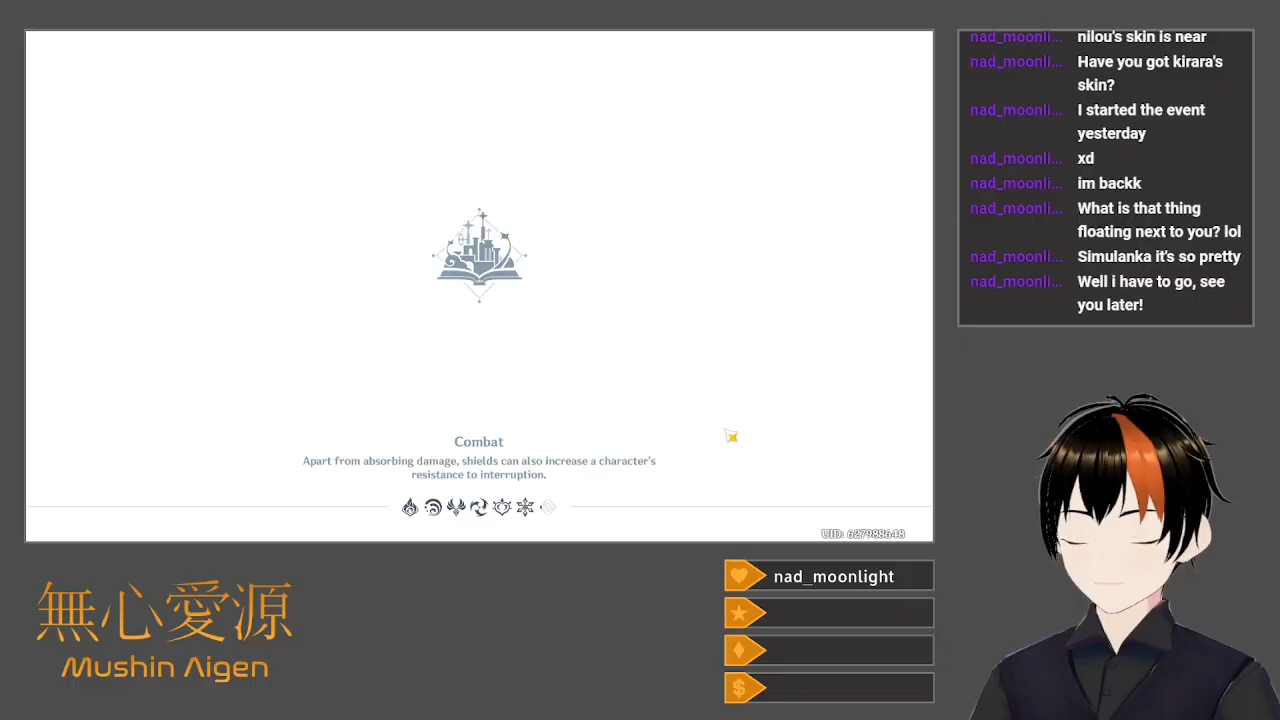 Combat
Apart from absorbing damage, shields can also increase a character's
resistance to interruption.
UID: 627988648
nad_moonli... nilou's skin is near
nad_moonli... Have you got kirara's
skin?
nad_moonli... I started the event
yesterday
nad_moonli... xd
nad_moonli... im backk
nad_moonli... What is that thing
floating next to you? lol
nad_moonli... Simulanka it's so pretty
nad_moonli... Well i have to go, see
you later!
無心愛源
Mushin Aigen
nad_moonlight
$